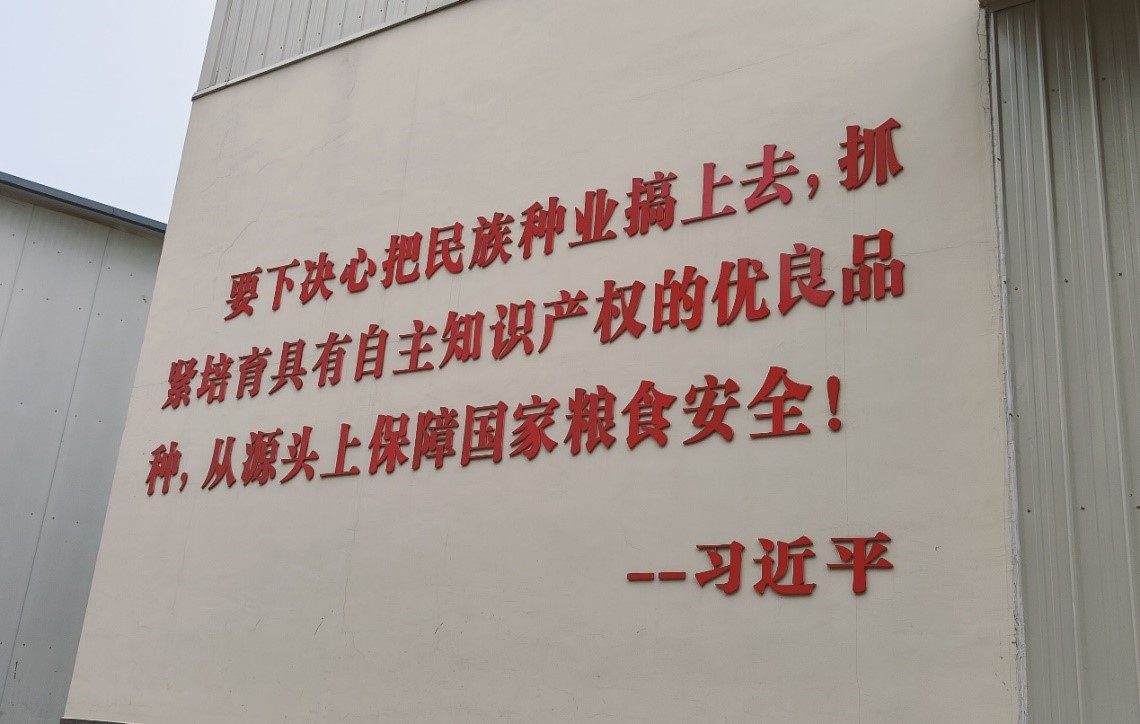 要下决心把民族种业搞上去,抓
紧培育具有自主知识产权的优良品
种,从源头上保障国家粮食安全!
--习近平